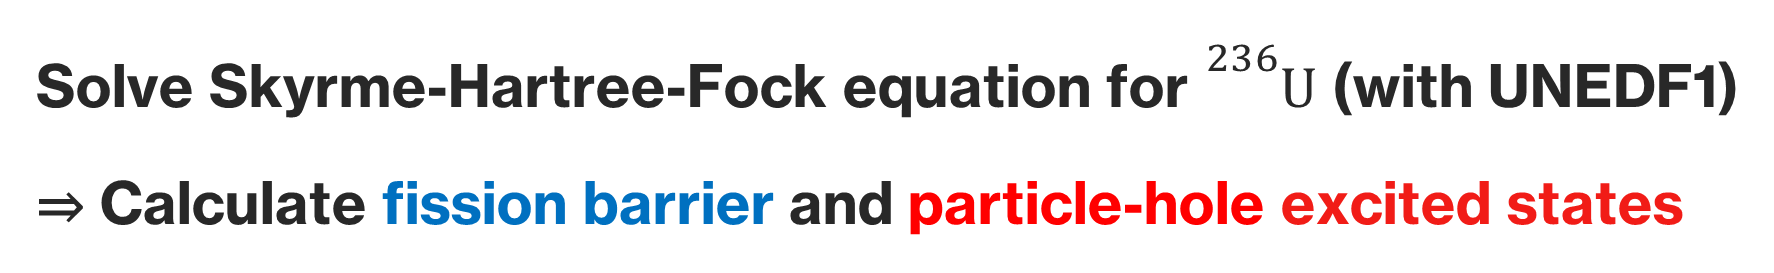 Solve Skyrme-Hartree-Fock equation for ²³⁶U (with UNEDF1)
⇒ Calculate fission barrier and particle-hole excited states